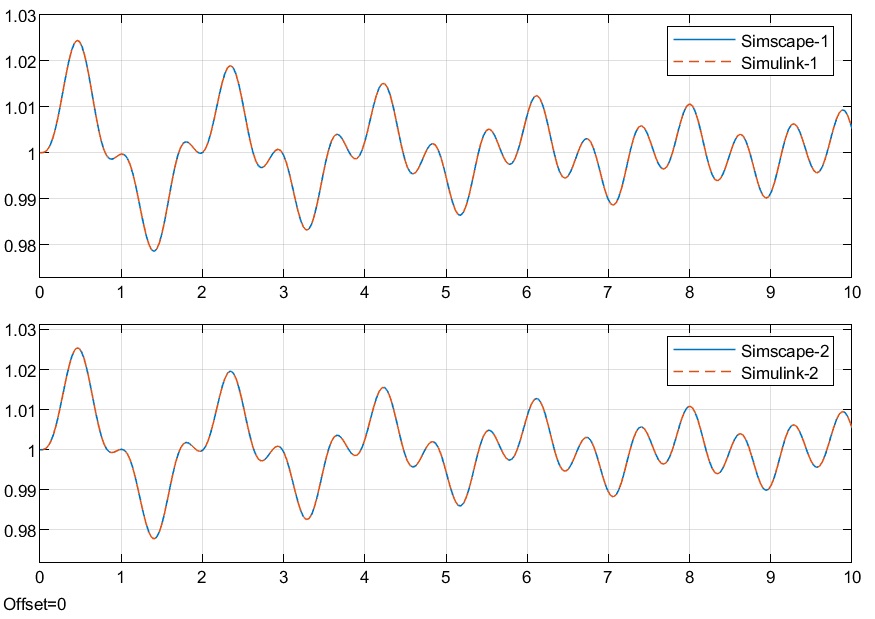 1.03
Simscape-1
1.02
Simulink-1
1.01
1
0.99
0.98
0 1 2 3 4 5 6 7 8 9 10
1.03
Simscape-2
1.02
Simulink-2
1.01
1
0.99
0.98
0 1 2 3 4 5 6 7 8 9 10
Offset=0